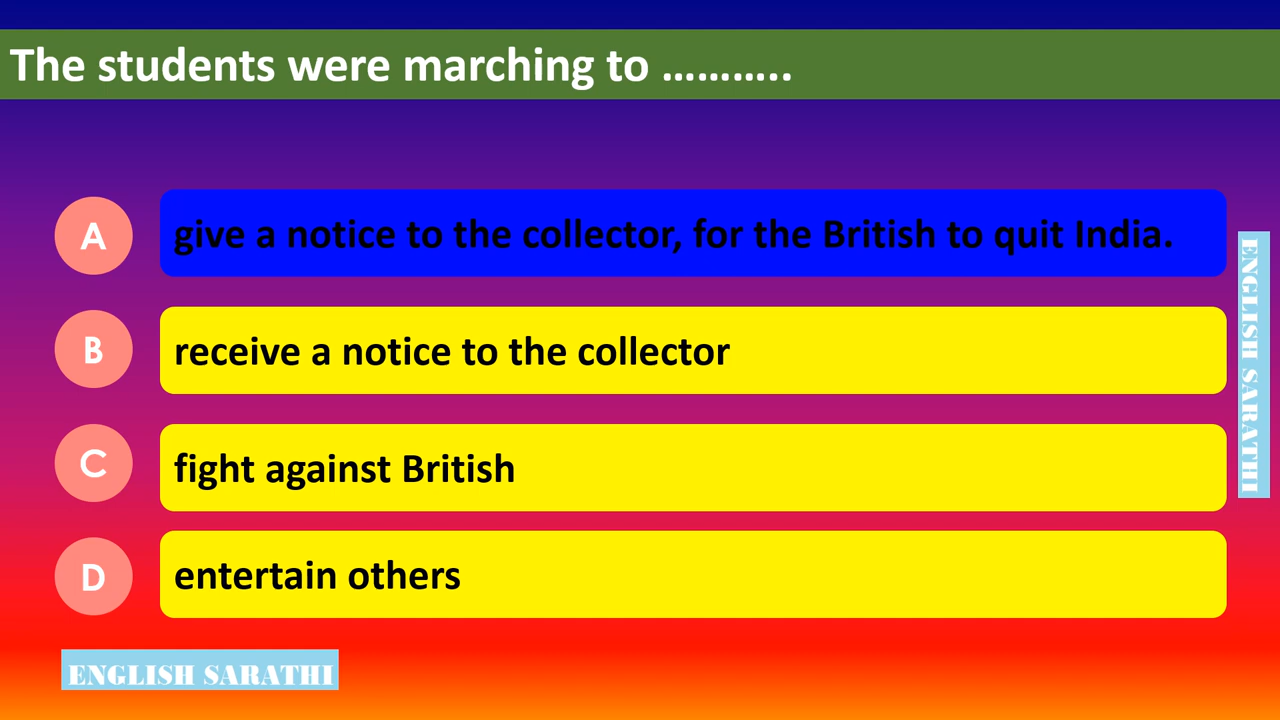 The students were marching to ………..
A
give a notice to the collector, for the British to quit India.
B
receive a notice to the collector
C
fight against British
D
entertain others
ENGLISH SARATHI
ENGLISH SARATHI